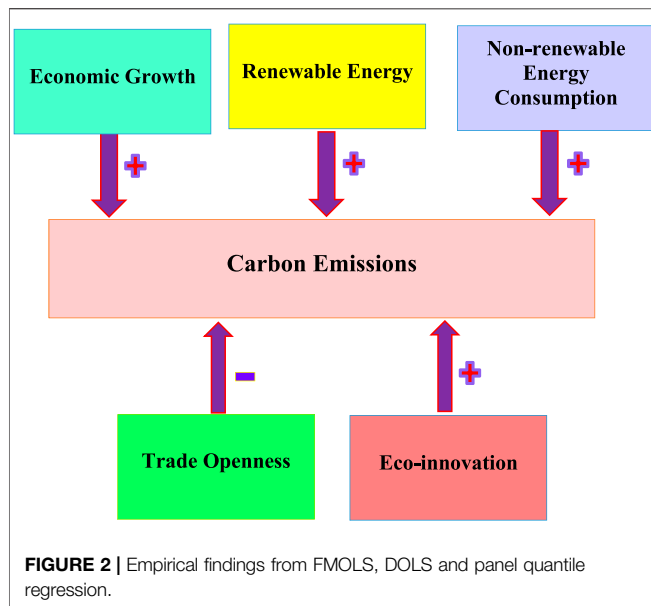 Economic Growth
Renewable Energy
Non-renewable
Energy
Consumption
+
+
+
Carbon Emissions
-
+
Trade Openness
Eco-innovation
FIGURE 2 | Empirical findings from FMOLS, DOLS and panel quantile
regression.